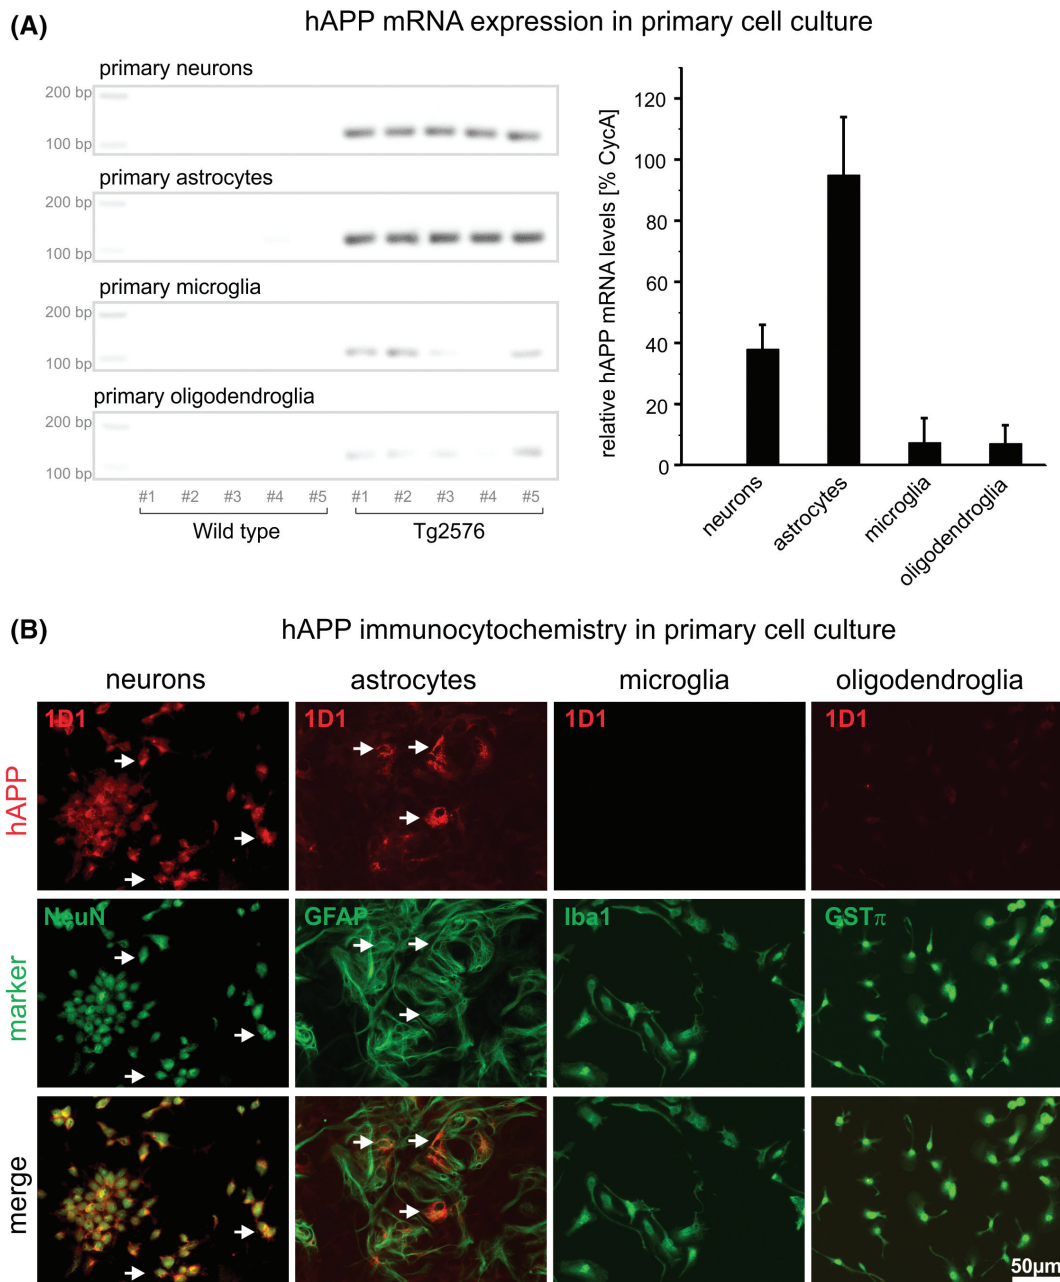 (A) hAPP mRNA expression in primary cell culture
primary neurons
200 bp
100 bp
primary astrocytes
200 bp
100 bp
primary microglia
200 bp
100 bp
primary oligodendroglia
200 bp
100 bp
#1 #2 #3 #4 #5 #1 #2 #3 #4 #5
Wild type Tg2576
relative hAPP mRNA levels [% CycA]
120
100
80
60
40
20
0
neurons
astrocytes
microglia
oligodendroglia
(B) hAPP immunocytochemistry in primary cell culture
neurons astrocytes microglia oligodendroglia
hAPP
1D1 1D1 1D1 1D1
marker
NeuN GFAP Iba1 GSTπ
merge
50µm